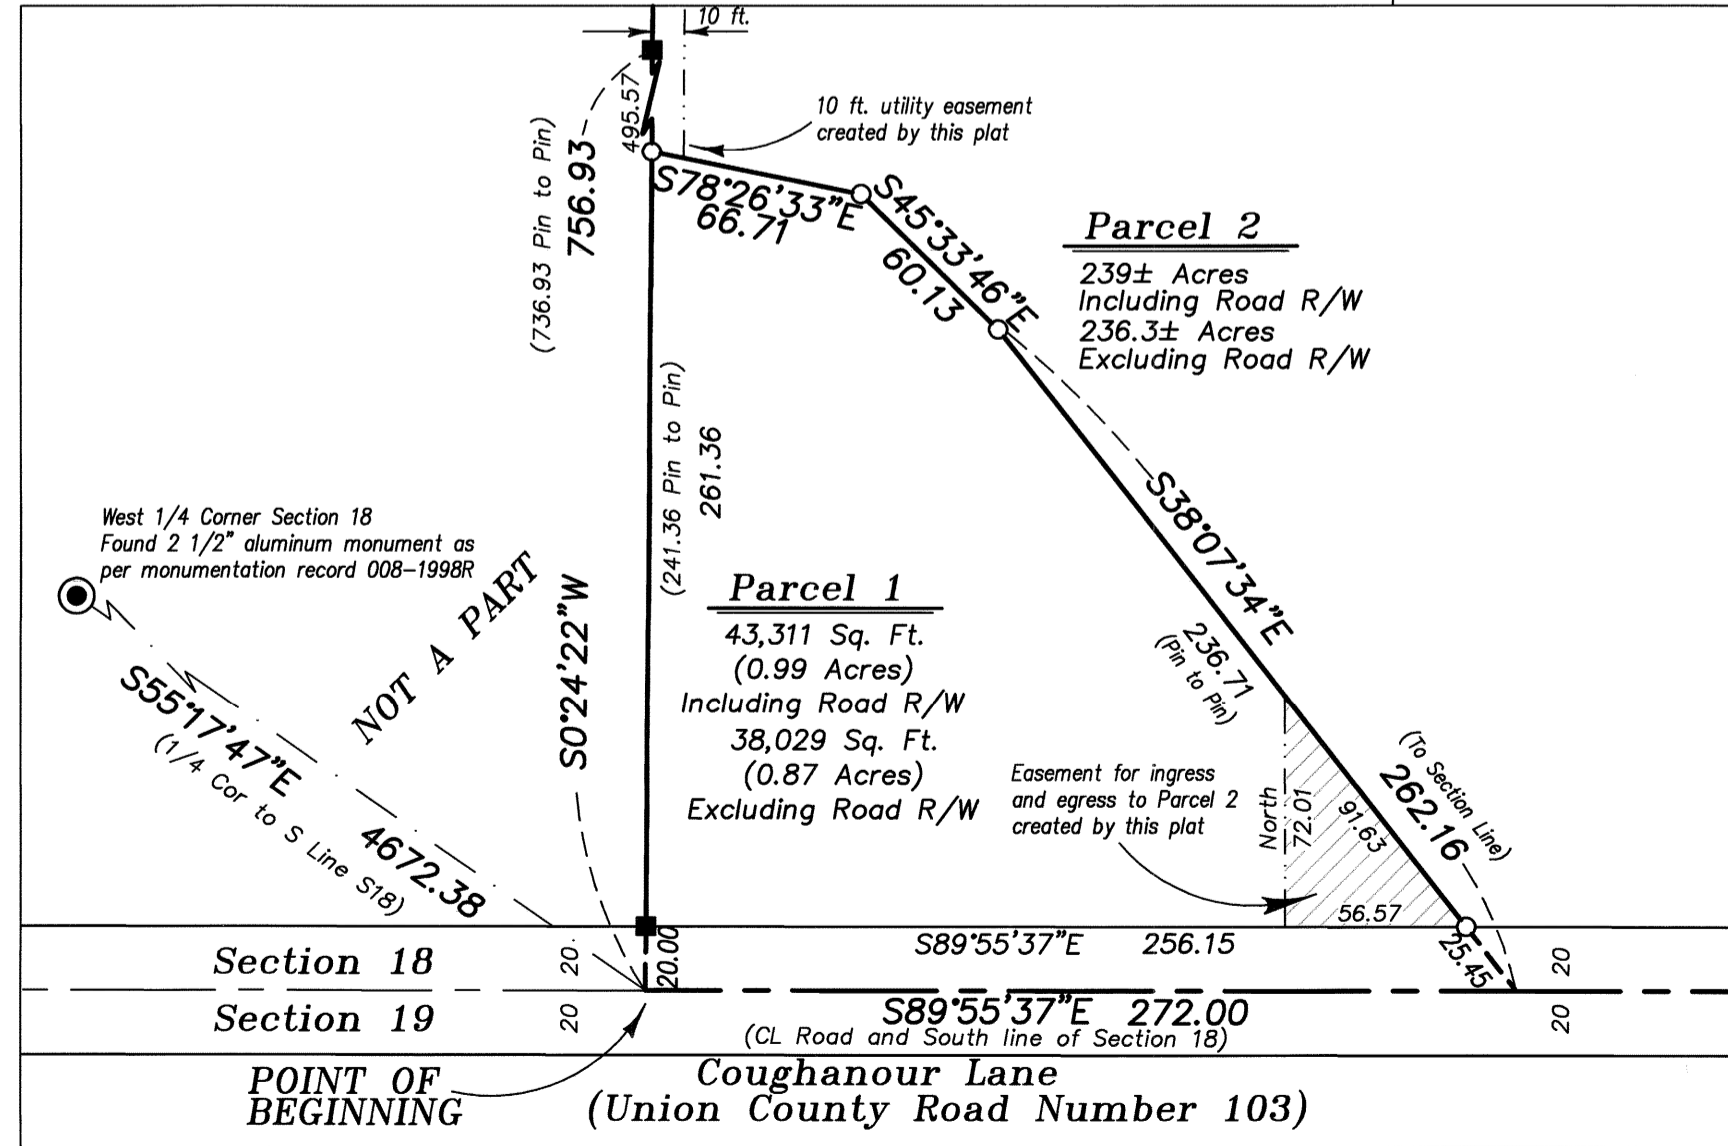 10 ft.
495.57
(736.93 Pin to Pin)
756.93
10 ft. utility easement
created by this plat
S78°26'33"E
66.71
S45°33'46"E
60.13
Parcel 2
239± Acres
Including Road R/W
236.3± Acres
Excluding Road R/W
(241.36 Pin to Pin)
261.36
S38°07'34"E
236.71
(Pin to Pin)
West 1/4 Corner Section 18
Found 2 1/2" aluminum monument as
per monumentation record 008-1998R
NOT A PART
S0°24'22"W
Parcel 1
43,311 Sq. Ft.
(0.99 Acres)
Including Road R/W
38,029 Sq. Ft.
(0.87 Acres)
Excluding Road R/W
S55°17'47"E 4672.38
(1/4 Cor to S Line S18)
Easement for ingress
and egress to Parcel 2
created by this plat
North
72.01
91.63
56.57
(To Section Line)
262.16
Section 18
20
20.00
S89°55'37"E 256.15
25.45
20
Section 19
20
S89°55'37"E 272.00
20
(CL Road and South line of Section 18)
POINT OF
BEGINNING
Coughanour Lane
(Union County Road Number 103)